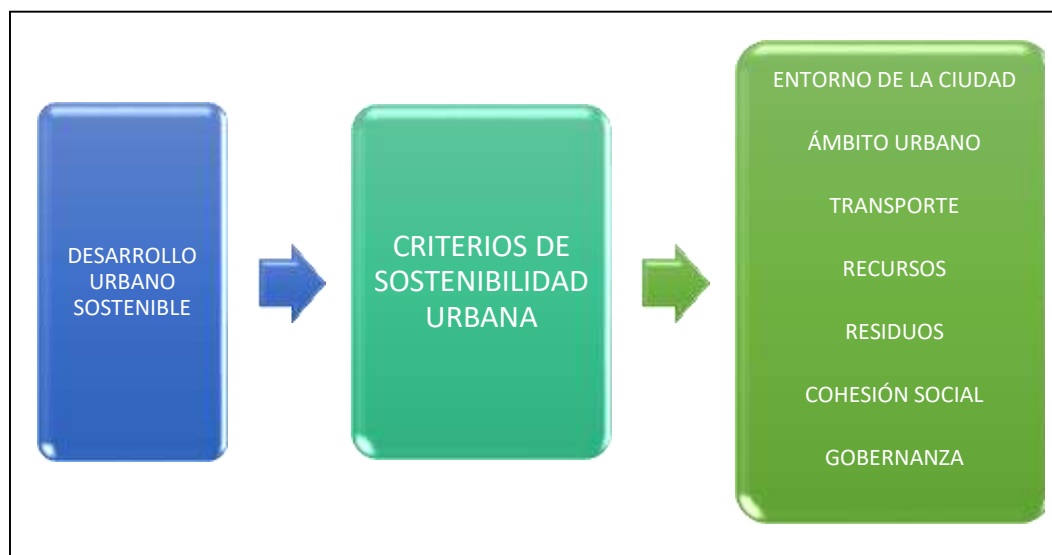 DESARROLLO
URBANO
SOSTENIBLE
CRITERIOS DE
SOSTENIBILIDAD
URBANA
ENTORNO DE LA CIUDAD
ÁMBITO URBANO
TRANSPORTE
RECURSOS
RESIDUOS
COHESIÓN SOCIAL
GOBERNANZA